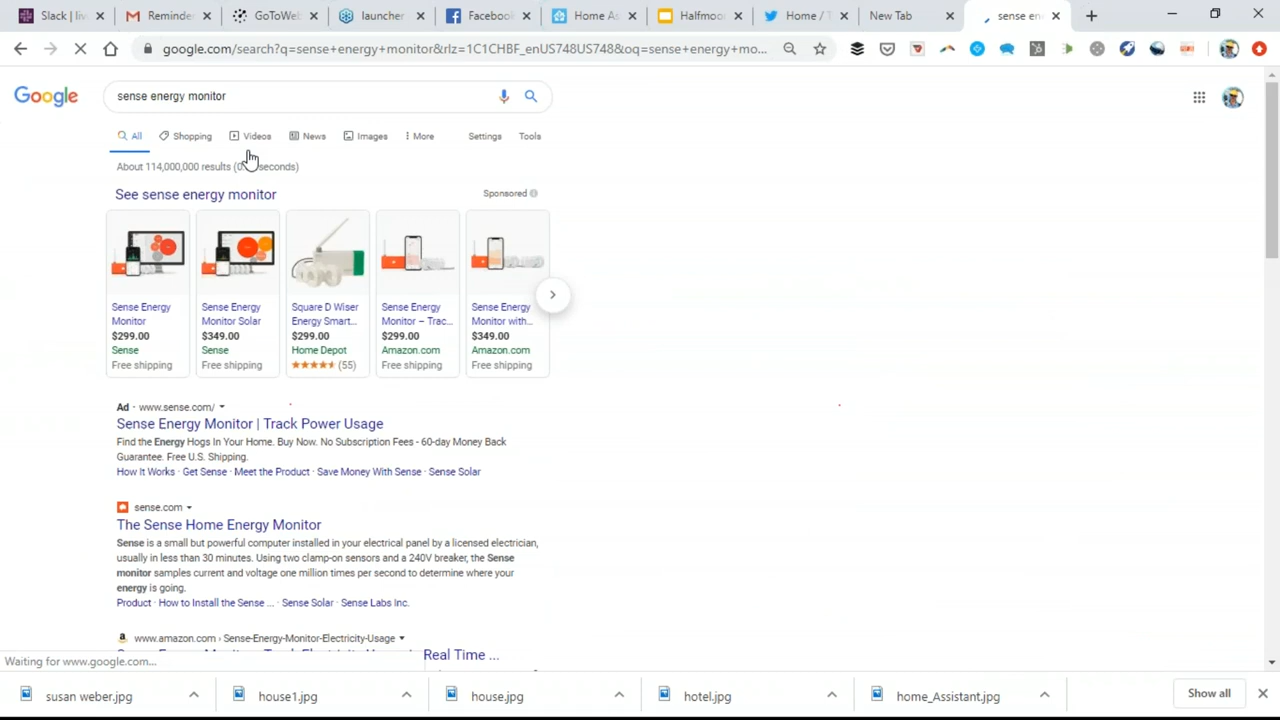 Slack | live
Reminde
GoToWeb
launcher
Facebook
Home As
Halfmoo
Home / T
New Tab
sense en
google.com/search?q=sense+energy+monitor&rlz=1C1CHBF_enUS748US748&oq=sense+energy+mo...
Google
sense energy monitor
All
Shopping
Videos
News
Images
More
Settings
Tools
About 114,000,000 results (0. seconds)
See sense energy monitor
Sponsored
Sense Energy
Monitor
$299.00
Sense
Free shipping
Sense Energy
Monitor Solar
$349.00
Sense
Free shipping
Square D Wiser
Energy Smart...
$299.00
Home Depot
(55)
Sense Energy
Monitor – Trac...
$299.00
Amazon.com
Free shipping
Sense Energy
Monitor with...
$349.00
Amazon.com
Free shipping
Ad · www.sense.com/
Sense Energy Monitor | Track Power Usage
Find the Energy Hogs In Your Home. Buy Now. No Subscription Fees - 60-day Money Back
Guarantee. Free U.S. Shipping.
How It Works · Get Sense · Meet the Product · Save Money With Sense · Sense Solar
sense.com
The Sense Home Energy Monitor
Sense is a small but powerful computer installed in your electrical panel by a licensed electrician,
usually in less than 30 minutes. Using two clamp-on sensors and a 240V breaker, the Sense
monitor samples current and voltage one million times per second to determine where your
energy is going.
Product · How to Install the Sense ... · Sense Solar · Sense Labs Inc.
www.amazon.com › Sense-Energy-Monitor-Electricity-Usage
Real Time ...
Waiting for www.google.com...
susan weber.jpg
house1.jpg
house.jpg
hotel.jpg
home_Assistant.jpg
Show all